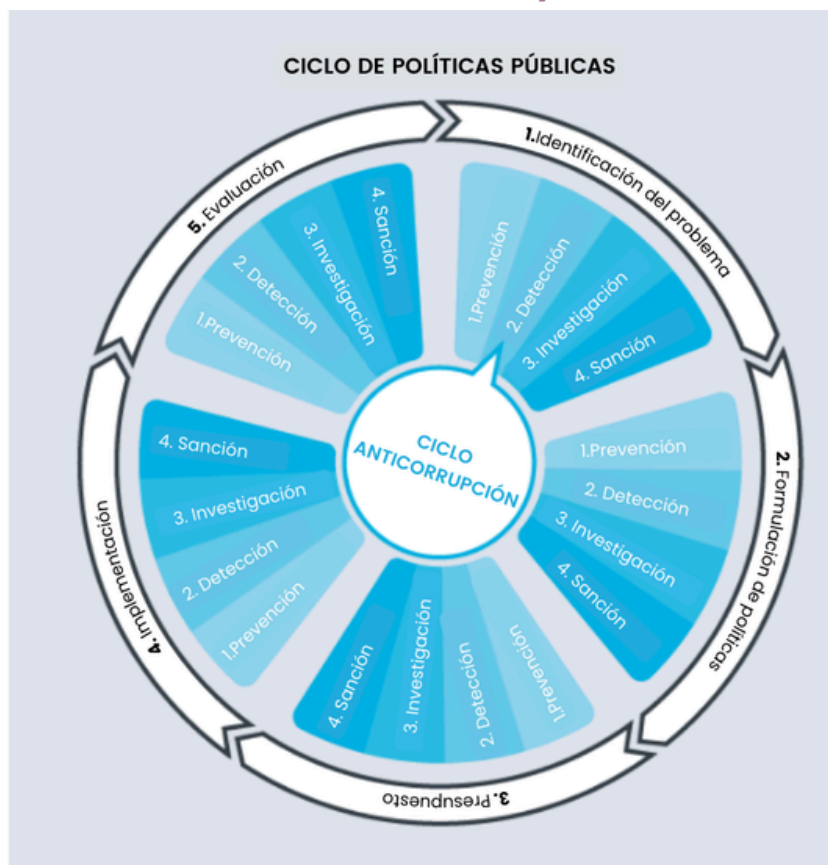 CICLO DE POLÍTICAS PÚBLICAS
1.Identificación del problema
1.Prevención
2. Detección
3. Investigación
4. Sanción
2. Formulación de políticas
1.Prevención
2. Detección
3. Investigación
4. Sanción
3. Presupuesto
1.Prevención
2. Detección
3. Investigación
4. Sanción
4. Implementación
1.Prevención
2. Detección
3. Investigación
4. Sanción
5. Evaluación
1.Prevención
2. Detección
3. Investigación
4. Sanción
CICLO
ANTICORRUPCIÓN